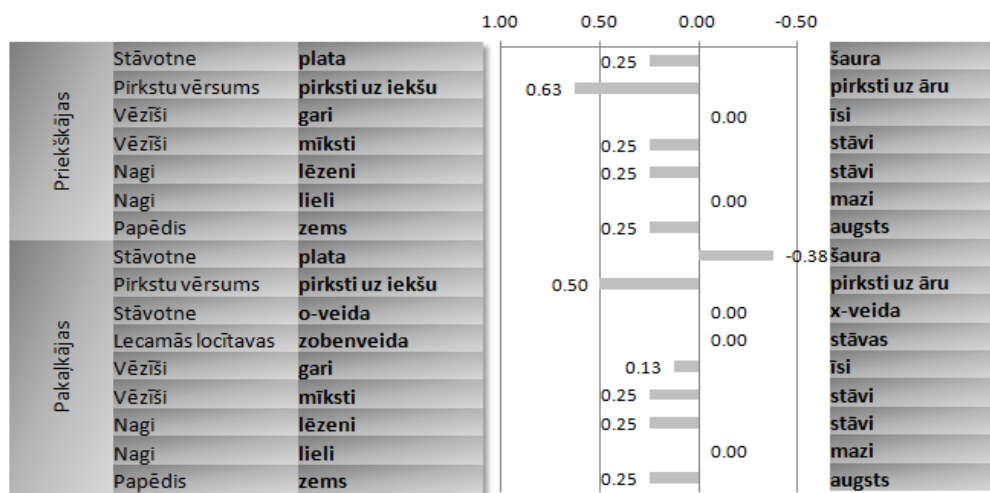 1.00 0.50 0.00 -0.50
Priekškājas
Stāvotne plata 0.25 šaura
Pirkstu vērsums pirksti uz iekšu 0.63 pirksti uz āru
Vēzīši gari 0.00 īsi
Vēzīši mīksti 0.25 stāvi
Nagi lēzeni 0.25 stāvi
Nagi lieli 0.00 mazi
Papēdis zems 0.25 augsts
Pakaļkājas
Stāvotne plata -0.38 šaura
Pirkstu vērsums pirksti uz iekšu 0.50 pirksti uz āru
Stāvotne o-veida 0.00 x-veida
Lecamās locītavas zobenveida 0.00 stāvas
Vēzīši gari 0.13 īsi
Vēzīši mīksti 0.25 stāvi
Nagi lēzeni 0.25 stāvi
Nagi lieli 0.00 mazi
Papēdis zems 0.25 augsts